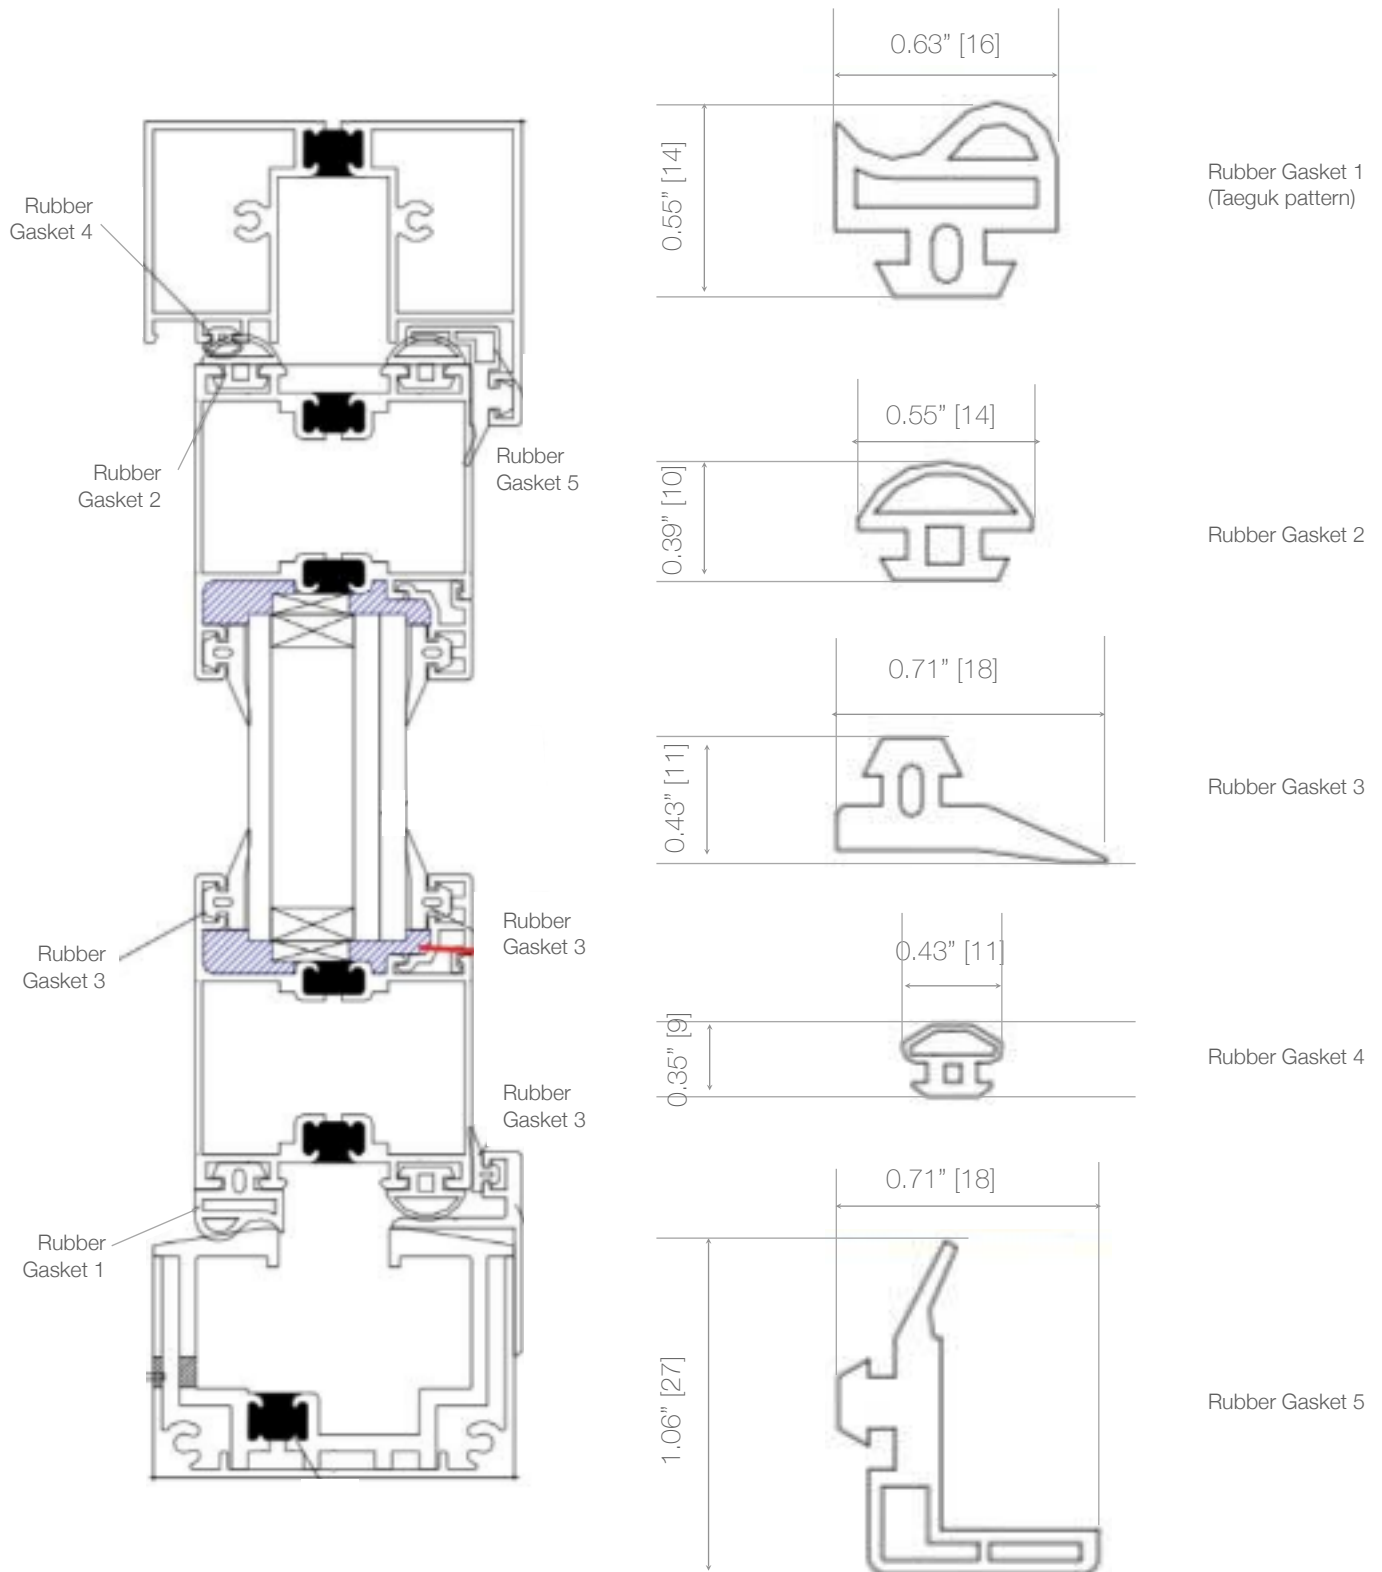 Rubber
Gasket 4
Rubber
Gasket 2
Rubber
Gasket 5
Rubber
Gasket 3
Rubber
Gasket 3
Rubber
Gasket 3
Rubber
Gasket 1
0.63” [16]
0.55” [14]
Rubber Gasket 1
(Taeguk pattern)
0.55” [14]
0.39” [10]
Rubber Gasket 2
0.71” [18]
0.43” [11]
Rubber Gasket 3
0.43” [11]
0.35” [9]
Rubber Gasket 4
0.71” [18]
1.06” [27]
Rubber Gasket 5